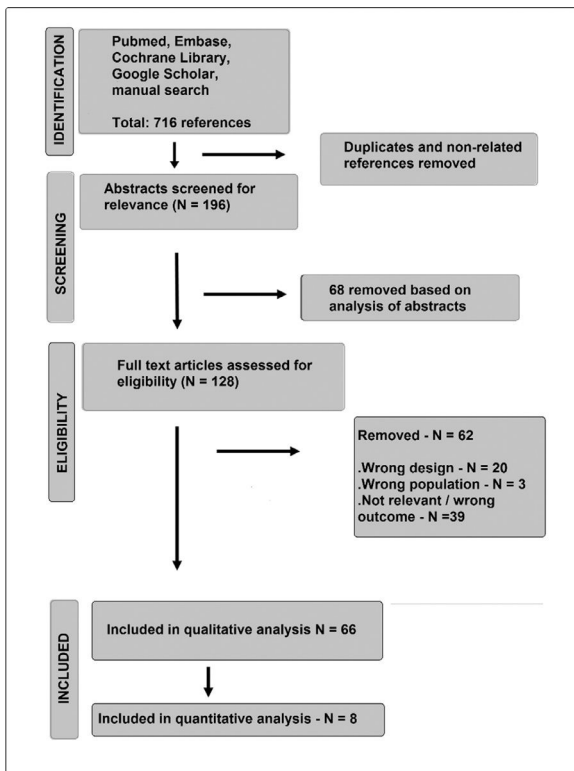 IDENTIFICATION
Pubmed, Embase,
Cochrane Library,
Google Scholar,
manual search
Total: 716 references
Duplicates and non-related
references removed
SCREENING
Abstracts screened for
relevance (N = 196)
68 removed based on
analysis of abstracts
ELIGIBILITY
Full text articles assessed for
eligibility (N = 128)
Removed - N = 62
.Wrong design - N = 20
.Wrong population - N = 3
.Not relevant / wrong
outcome - N =39
INCLUDED
Included in qualitative analysis N = 66
Included in quantitative analysis - N = 8